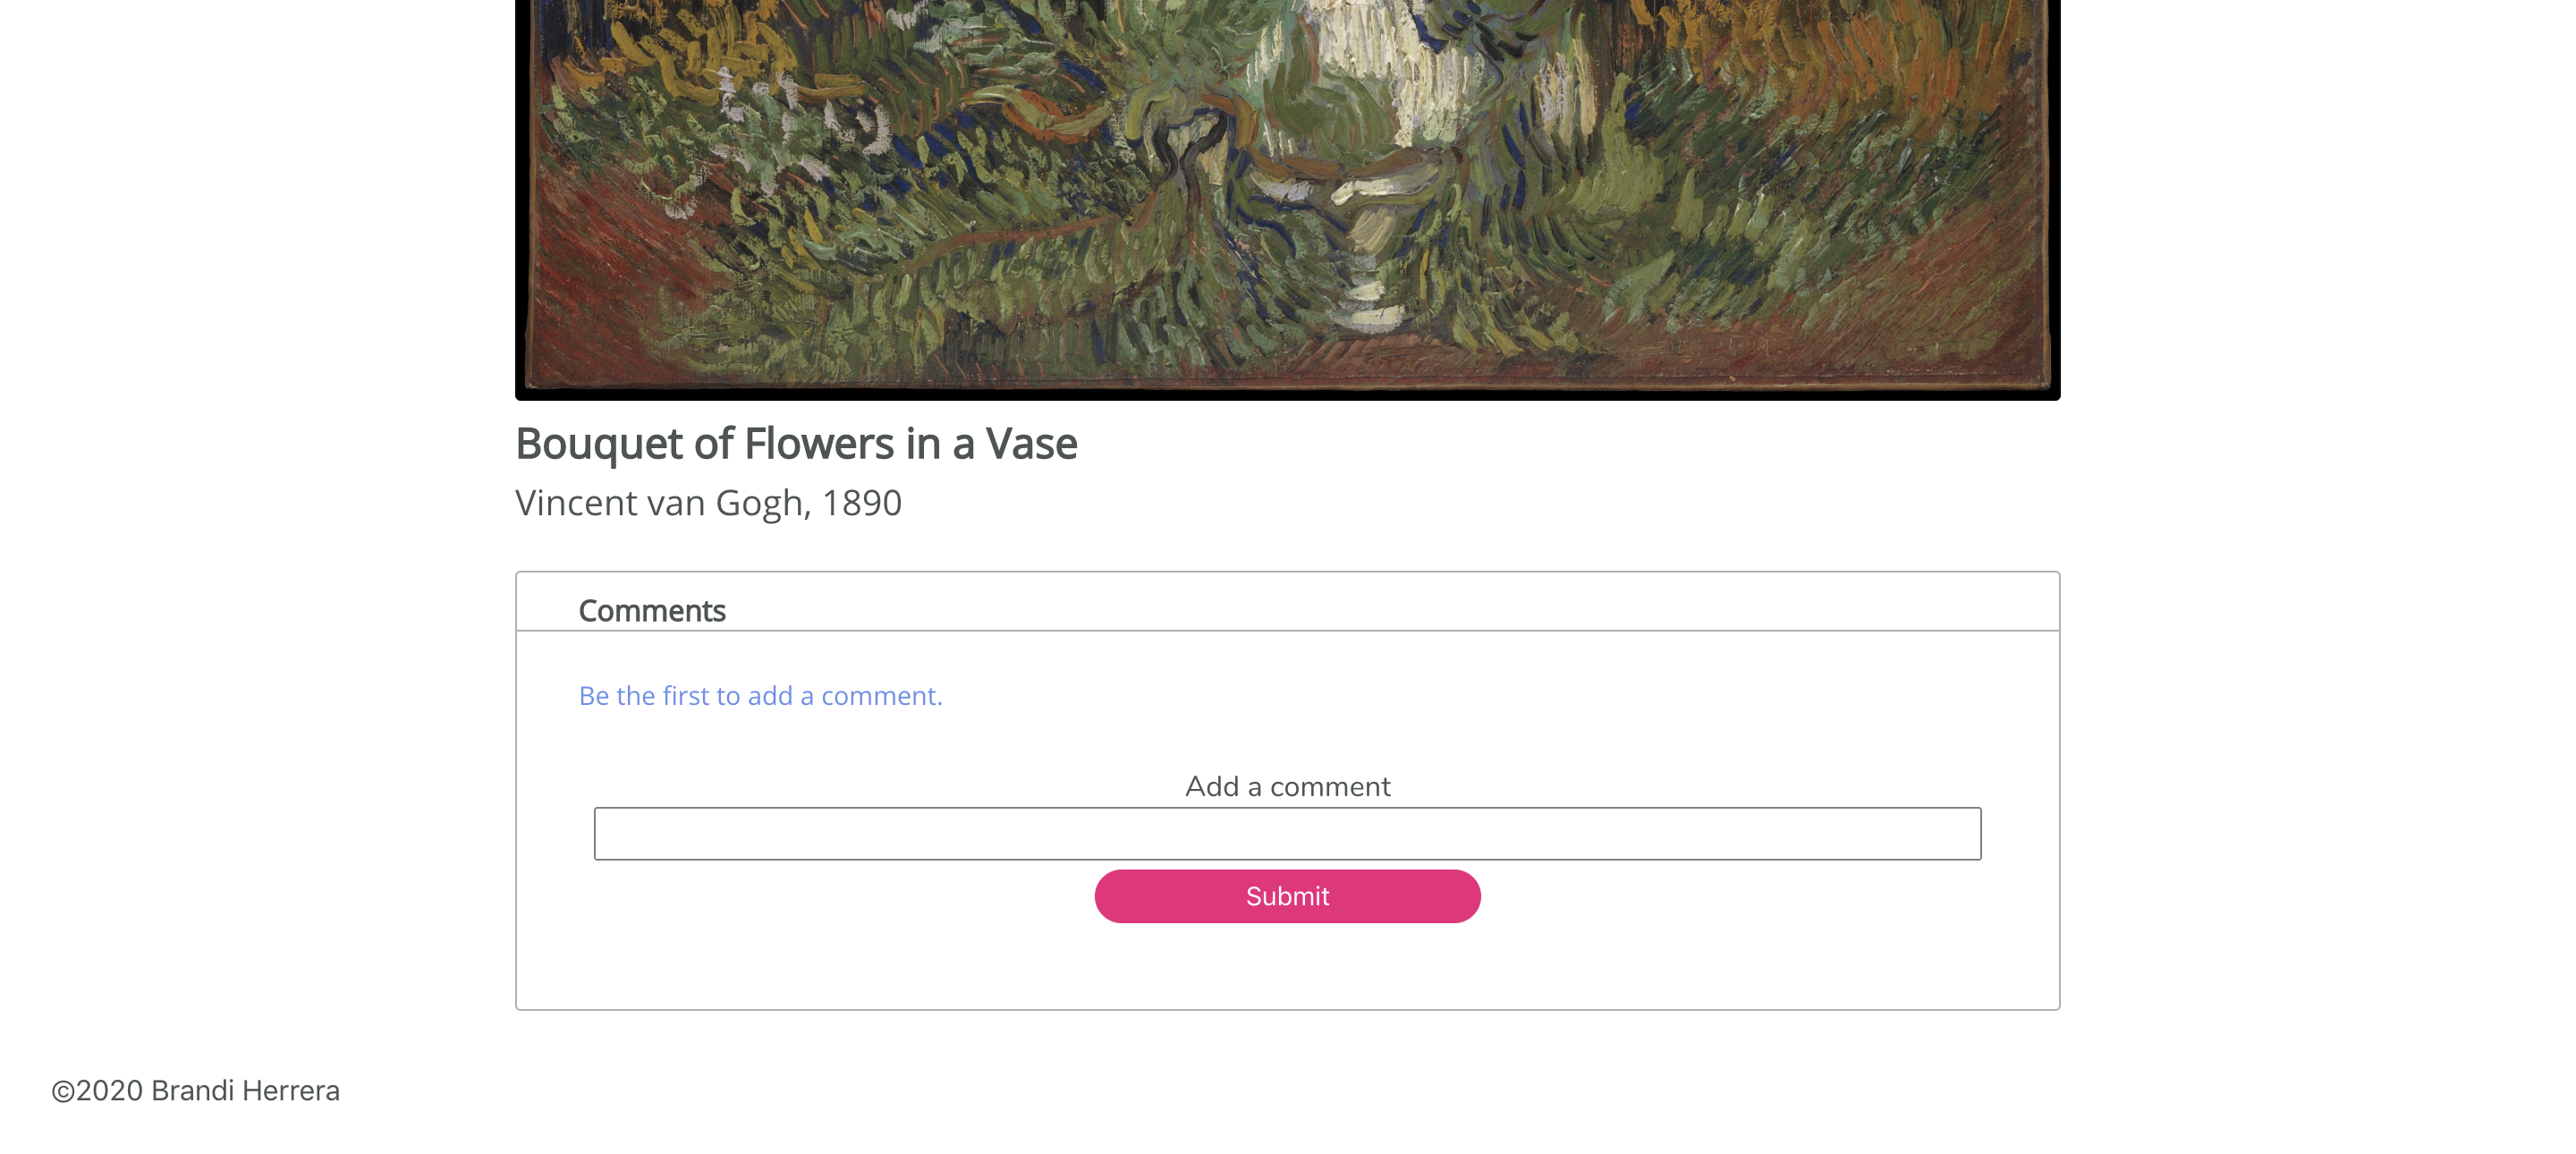 Bouquet of Flowers in a Vase
Vincent van Gogh, 1890
Comments
Be the first to add a comment.
Add a comment
Submit
©2020 Brandi Herrera